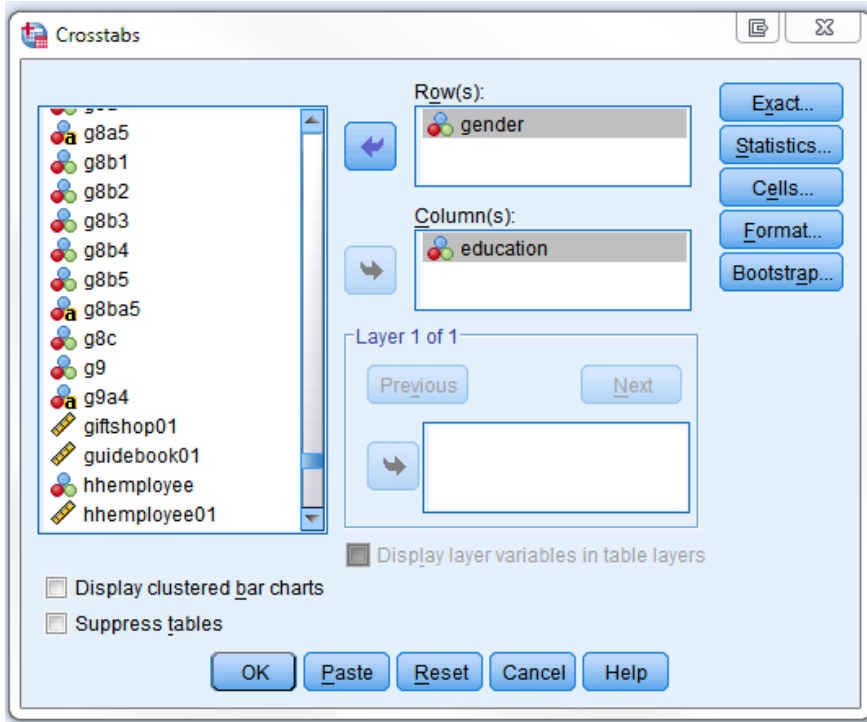 Crosstabs
g8a5
g8b1
g8b2
g8b3
g8b4
g8b5
g8ba5
g8c
g9
g9a4
giftshop01
guidebook01
hhemployee
hhemployee01
Row(s):
gender
Column(s):
education
Layer 1 of 1
Previous
Next
Display layer variables in table layers
Exact...
Statistics...
Cells...
Format...
Bootstrap...
Display clustered bar charts
Suppress tables
OK Paste Reset Cancel Help